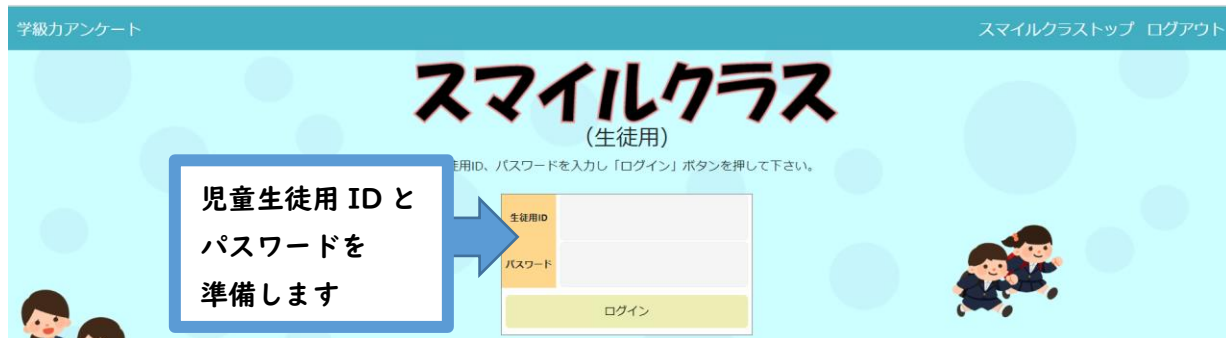 学級力アンケート
スマイルクラストップ ログアウト
スマイルクラス
(生徒用)
用ID、パスワードを入力し「ログイン」ボタンを押して下さい。
児童生徒用 ID と
パスワードを
準備します
生徒用ID
パスワード
ログイン